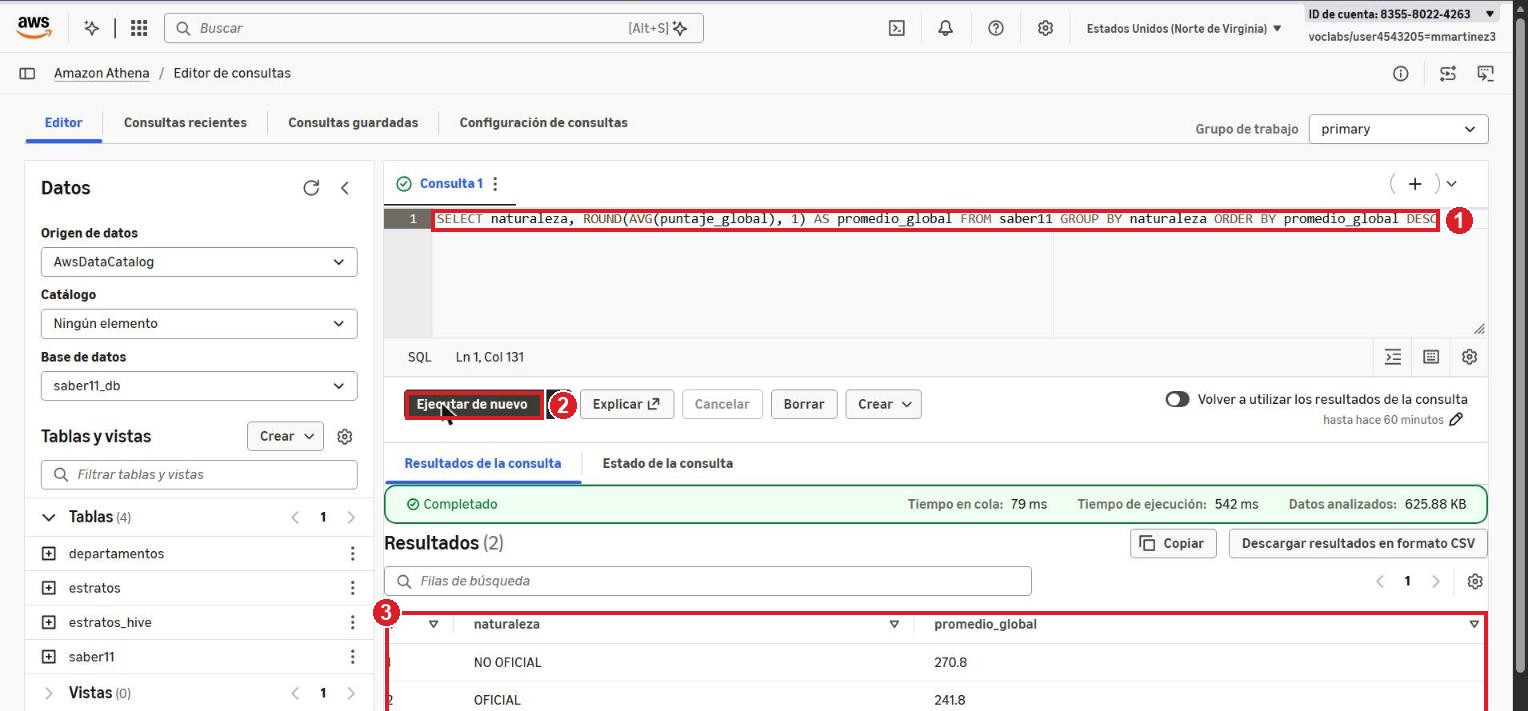 aws
Buscar [Alt+S]
Estados Unidos (Norte de Virginia)
ID de cuenta: 8355-8022-4263
voclabs/user4543205=mmartinez3
Amazon Athena / Editor de consultas
Editor Consultas recientes Consultas guardadas Configuración de consultas
Grupo de trabajo primary
Datos
Origen de datos
AwsDataCatalog
Catálogo
Ningún elemento
Base de datos
saber11_db
Tablas y vistas Crear
Filtrar tablas y vistas
Tablas (4) 1
departamentos
estratos
estratos_hive
saber11
Vistas (0) 1
Consulta 1
1 SELECT naturaleza, ROUND(AVG(puntaje_global), 1) AS promedio_global FROM saber11 GROUP BY naturaleza ORDER BY promedio_global DESC 1
SQL Ln 1, Col 131
Ejecutar de nuevo 2 Explicar Cancelar Borrar Crear
Volver a utilizar los resultados de la consulta
hasta hace 60 minutos
Resultados de la consulta Estado de la consulta
Completado Tiempo en cola: 79 ms Tiempo de ejecución: 542 ms Datos analizados: 625.88 KB
Resultados (2) Copiar Descargar resultados en formato CSV
Filas de búsqueda 1
3
naturaleza promedio_global
1 NO OFICIAL 270.8
2 OFICIAL 241.8